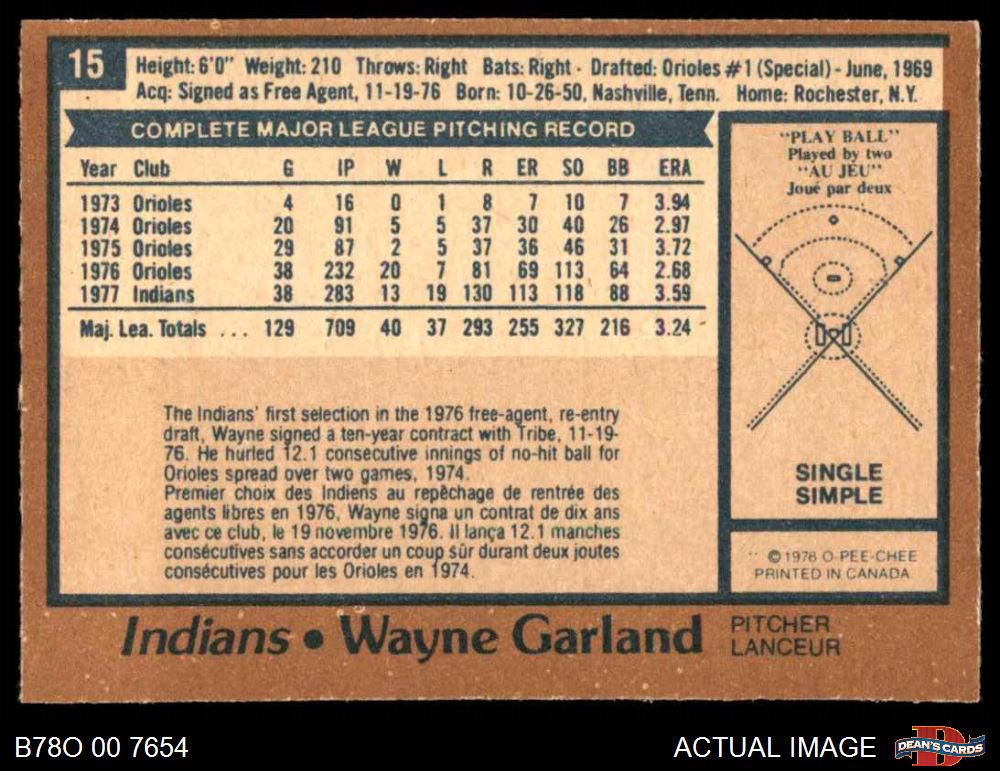 15
Height: 6'0" Weight: 210 Throws: Right Bats: Right · Drafted: Orioles #1 (Special) - June, 1969
Acq: Signed as Free Agent, 11-19-76 Born: 10-26-50, Nashville, Tenn. Home: Rochester, N.Y.
COMPLETE MAJOR LEAGUE PITCHING RECORD
Year Club G IP W L R ER SO BB ERA
1973 Orioles 4 16 0 1 8 7 10 7 3.94
1974 Orioles 20 91 5 5 37 30 40 26 2.97
1975 Orioles 29 87 2 5 37 36 46 31 3.72
1976 Orioles 38 232 20 7 81 69 113 64 2.68
1977 Indians 38 283 13 19 130 113 118 88 3.59
Maj. Lea. Totals ... 129 709 40 37 293 255 327 216 3.24
The Indians' first selection in the 1976 free-agent, re-entry
draft, Wayne signed a ten-year contract with Tribe, 11-19-
76. He hurled 12.1 consecutive innings of no-hit ball for
Orioles spread over two games, 1974.
Premier choix des Indiens au repêchage de rentrée des
agents libres en 1976, Wayne signa un contrat de dix ans
avec ce club, le 19 novembre 1976. Il lança 12.1 manches
consécutives sans accorder un coup sûr durant deux joutes
consécutives pour les Orioles en 1974.
"PLAY BALL"
Played by two
"AU JEU"
Joué par deux
SINGLE
SIMPLE
© 1978 O-PEE-CHEE
PRINTED IN CANADA
Indians • Wayne Garland
PITCHER
LANCEUR
B78O 00 7654
ACTUAL IMAGE
DEAN'S CARDS